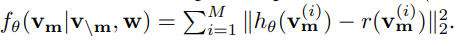 f_θ(v_m|v_{\m}, w) = ∑_{i=1}^{M} ‖h_θ(v_m^{(i)}) − r(v_m^{(i)})‖_2^2.